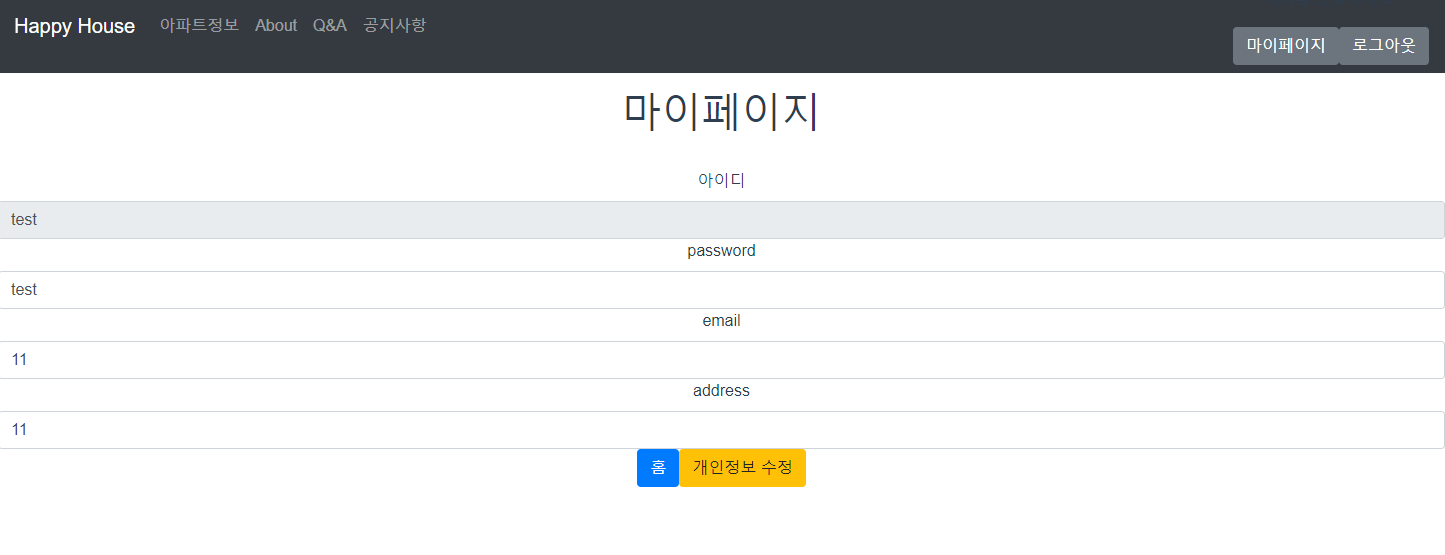 Happy House 아파트정보 About Q&A 공지사항
마이페이지 로그아웃
마이페이지
아이디
test
password
test
email
11
address
11
홈 개인정보 수정